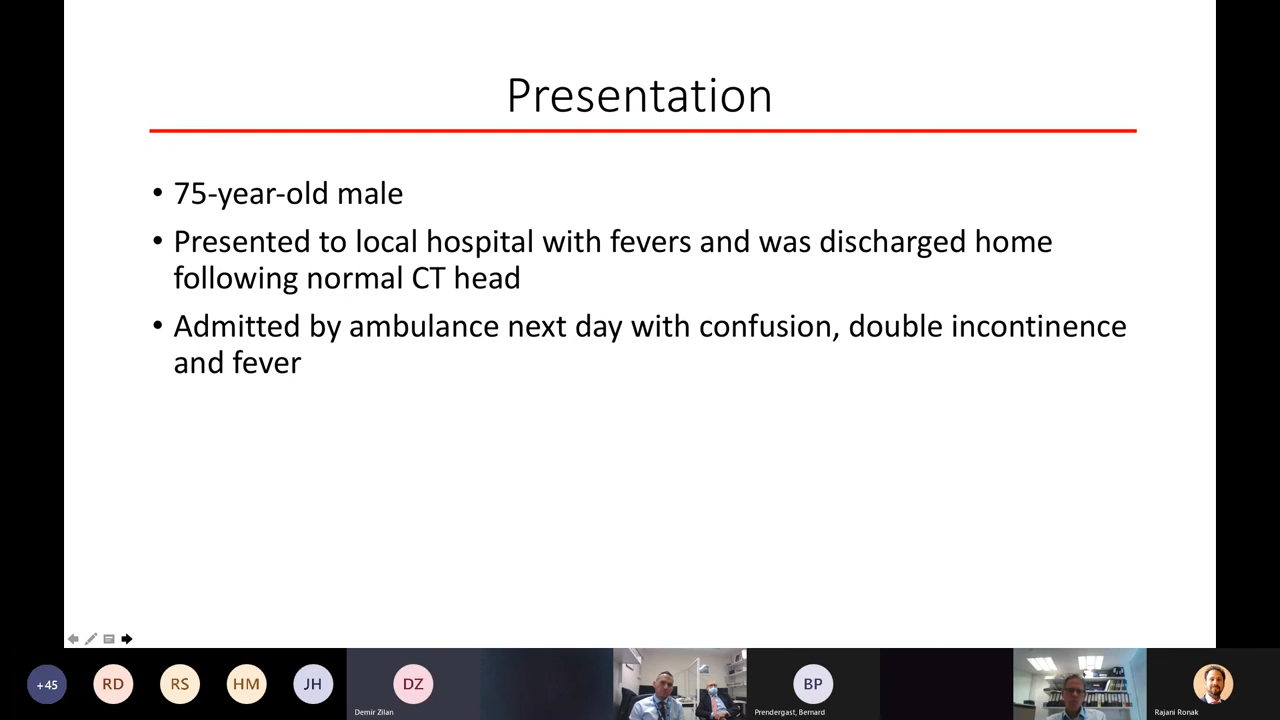 Presentation
• 75-year-old male
• Presented to local hospital with fevers and was discharged home
following normal CT head
• Admitted by ambulance next day with confusion, double incontinence
and fever
+45
RD
RS
HM
JH
DZ
Demir Zilan
BP
Prendergast, Bernard
Rajani Ronak